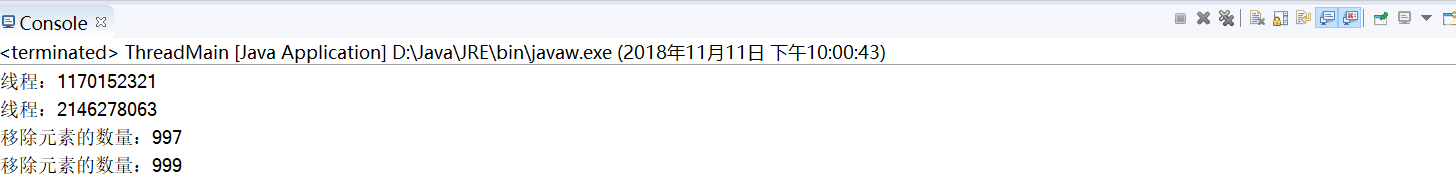 Console
<terminated> ThreadMain [Java Application] D:\Java\JRE\bin\javaw.exe (2018年11月11日 下午10:00:43)
线程：1170152321
线程：2146278063
移除元素的数量：997
移除元素的数量：999